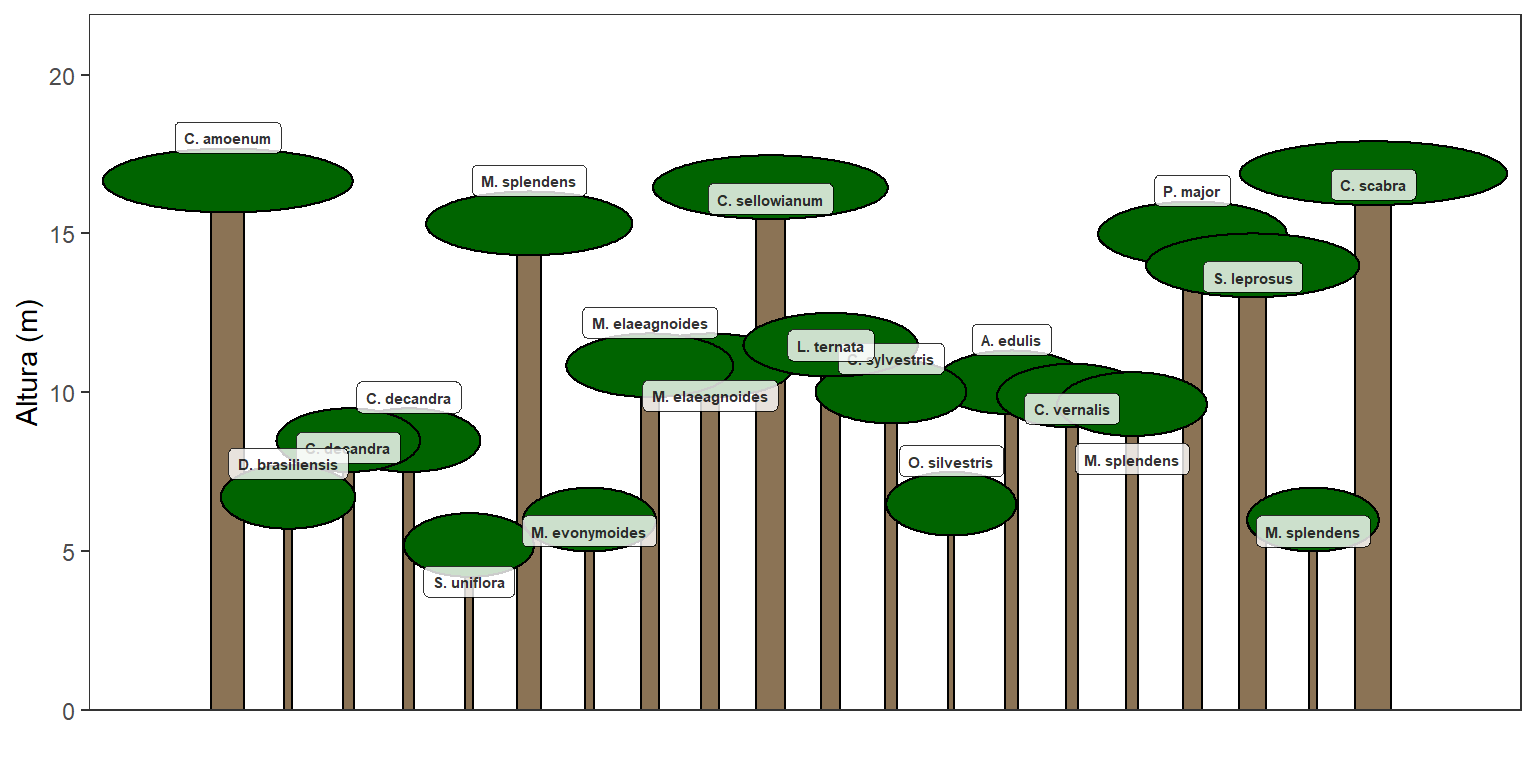 Altura (m)
20
15
10
5
0
C. amoenum
D. brasiliensis
C. decandra
C. decandra
S. uniflora
M. splendens
M. evonymoides
M. elaeagnoides
M. elaeagnoides
C. sellowianum
L. ternata
C. sylvestris
O. silvestris
A. edulis
C. vernalis
M. splendens
P. major
S. leprosus
M. splendens
C. scabra